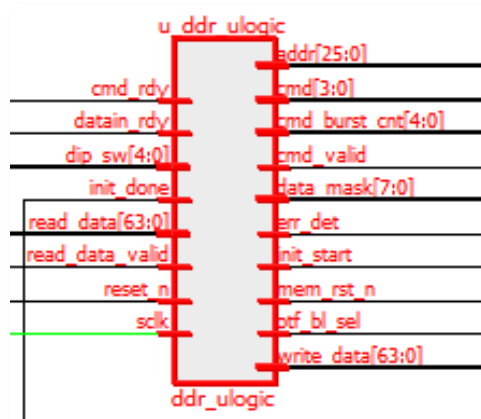 u_ddr_ulogic
cmd_rdy
datain_rdy
dip_sw[4:0]
init_done
read_data[63:0]
read_data_valid
reset_n
sclk
addr[25:0]
cmd[3:0]
cmd_burst_cnt[4:0]
cmd_valid
data_mask[7:0]
err_det
init_start
mem_rst_n
otf_bl_sel
write_data[63:0]
ddr_ulogic